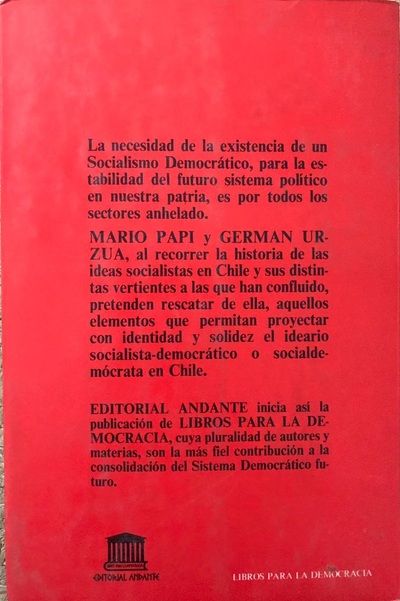 La necesidad de la existencia de un
Socialismo Democrático, para la es-
tabilidad del futuro sistema político
en nuestra patria, es por todos los
sectores anhelado.
MARIO PAPI y GERMAN UR-
ZUA, al recorrer la historia de las
ideas socialistas en Chile y sus distin-
tas vertientes a las que han confluido,
pretenden rescatar de ella, aquellos
elementos que permitan proyectar
con identidad y solidez el ideario
socialista-democrático o socialde-
mócrata en Chile.
EDITORIAL ANDANTE inicia así la
publicación de LIBROS PARA LA DE-
MOCRACIA, cuya pluralidad de autores y
materias, son la más fiel contribución a la
consolidación del Sistema Democrático fu-
turo.
EDITORIAL ANDANTE
LIBROS PARA LA DEMOCRACIA